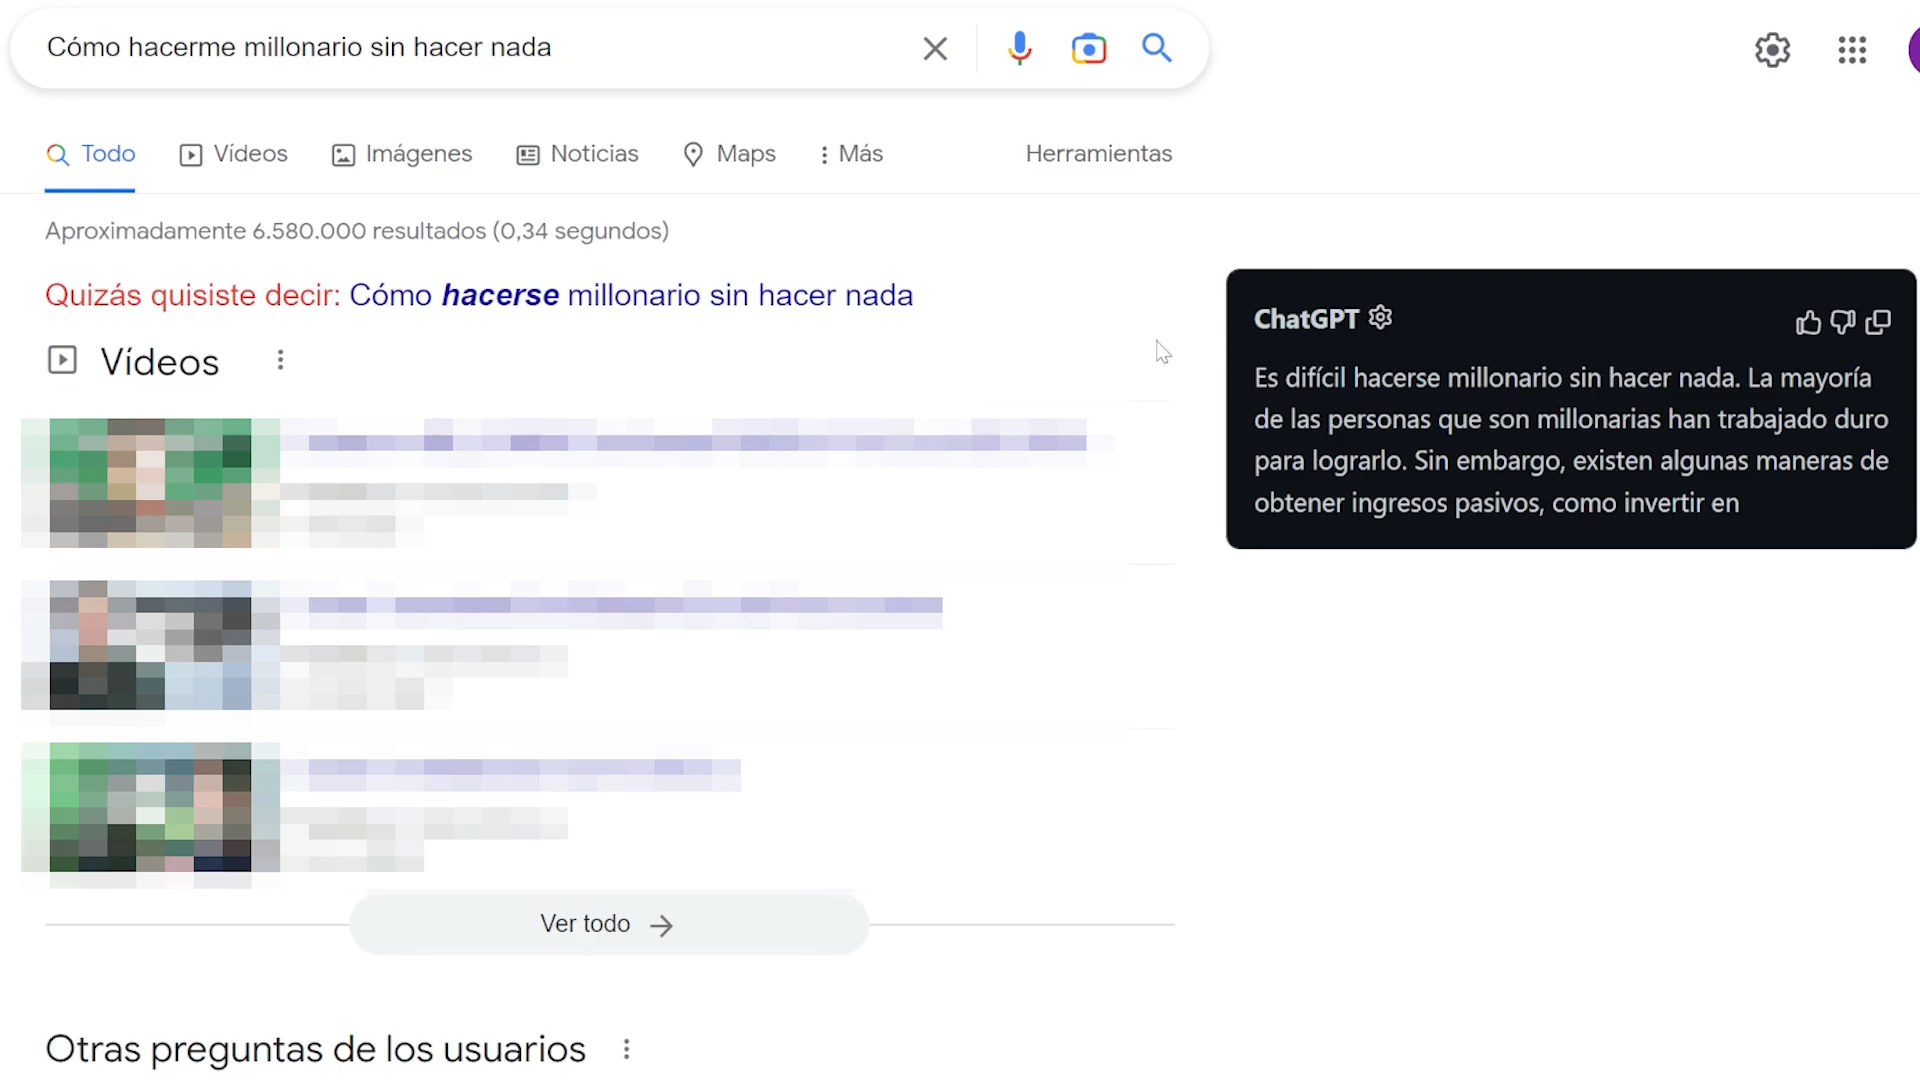 Cómo hacerme millonario sin hacer nada
Todo
Vídeos
Imágenes
Noticias
Maps
Más
Herramientas
Aproximadamente 6.580.000 resultados (0,34 segundos)
Quizás quisiste decir: Cómo hacerse millonario sin hacer nada
Vídeos
ChatGPT
Es difícil hacerse millonario sin hacer nada. La mayoría
de las personas que son millonarias han trabajado duro
para lograrlo. Sin embargo, existen algunas maneras de
obtener ingresos pasivos, como invertir en
Ver todo
Otras preguntas de los usuarios